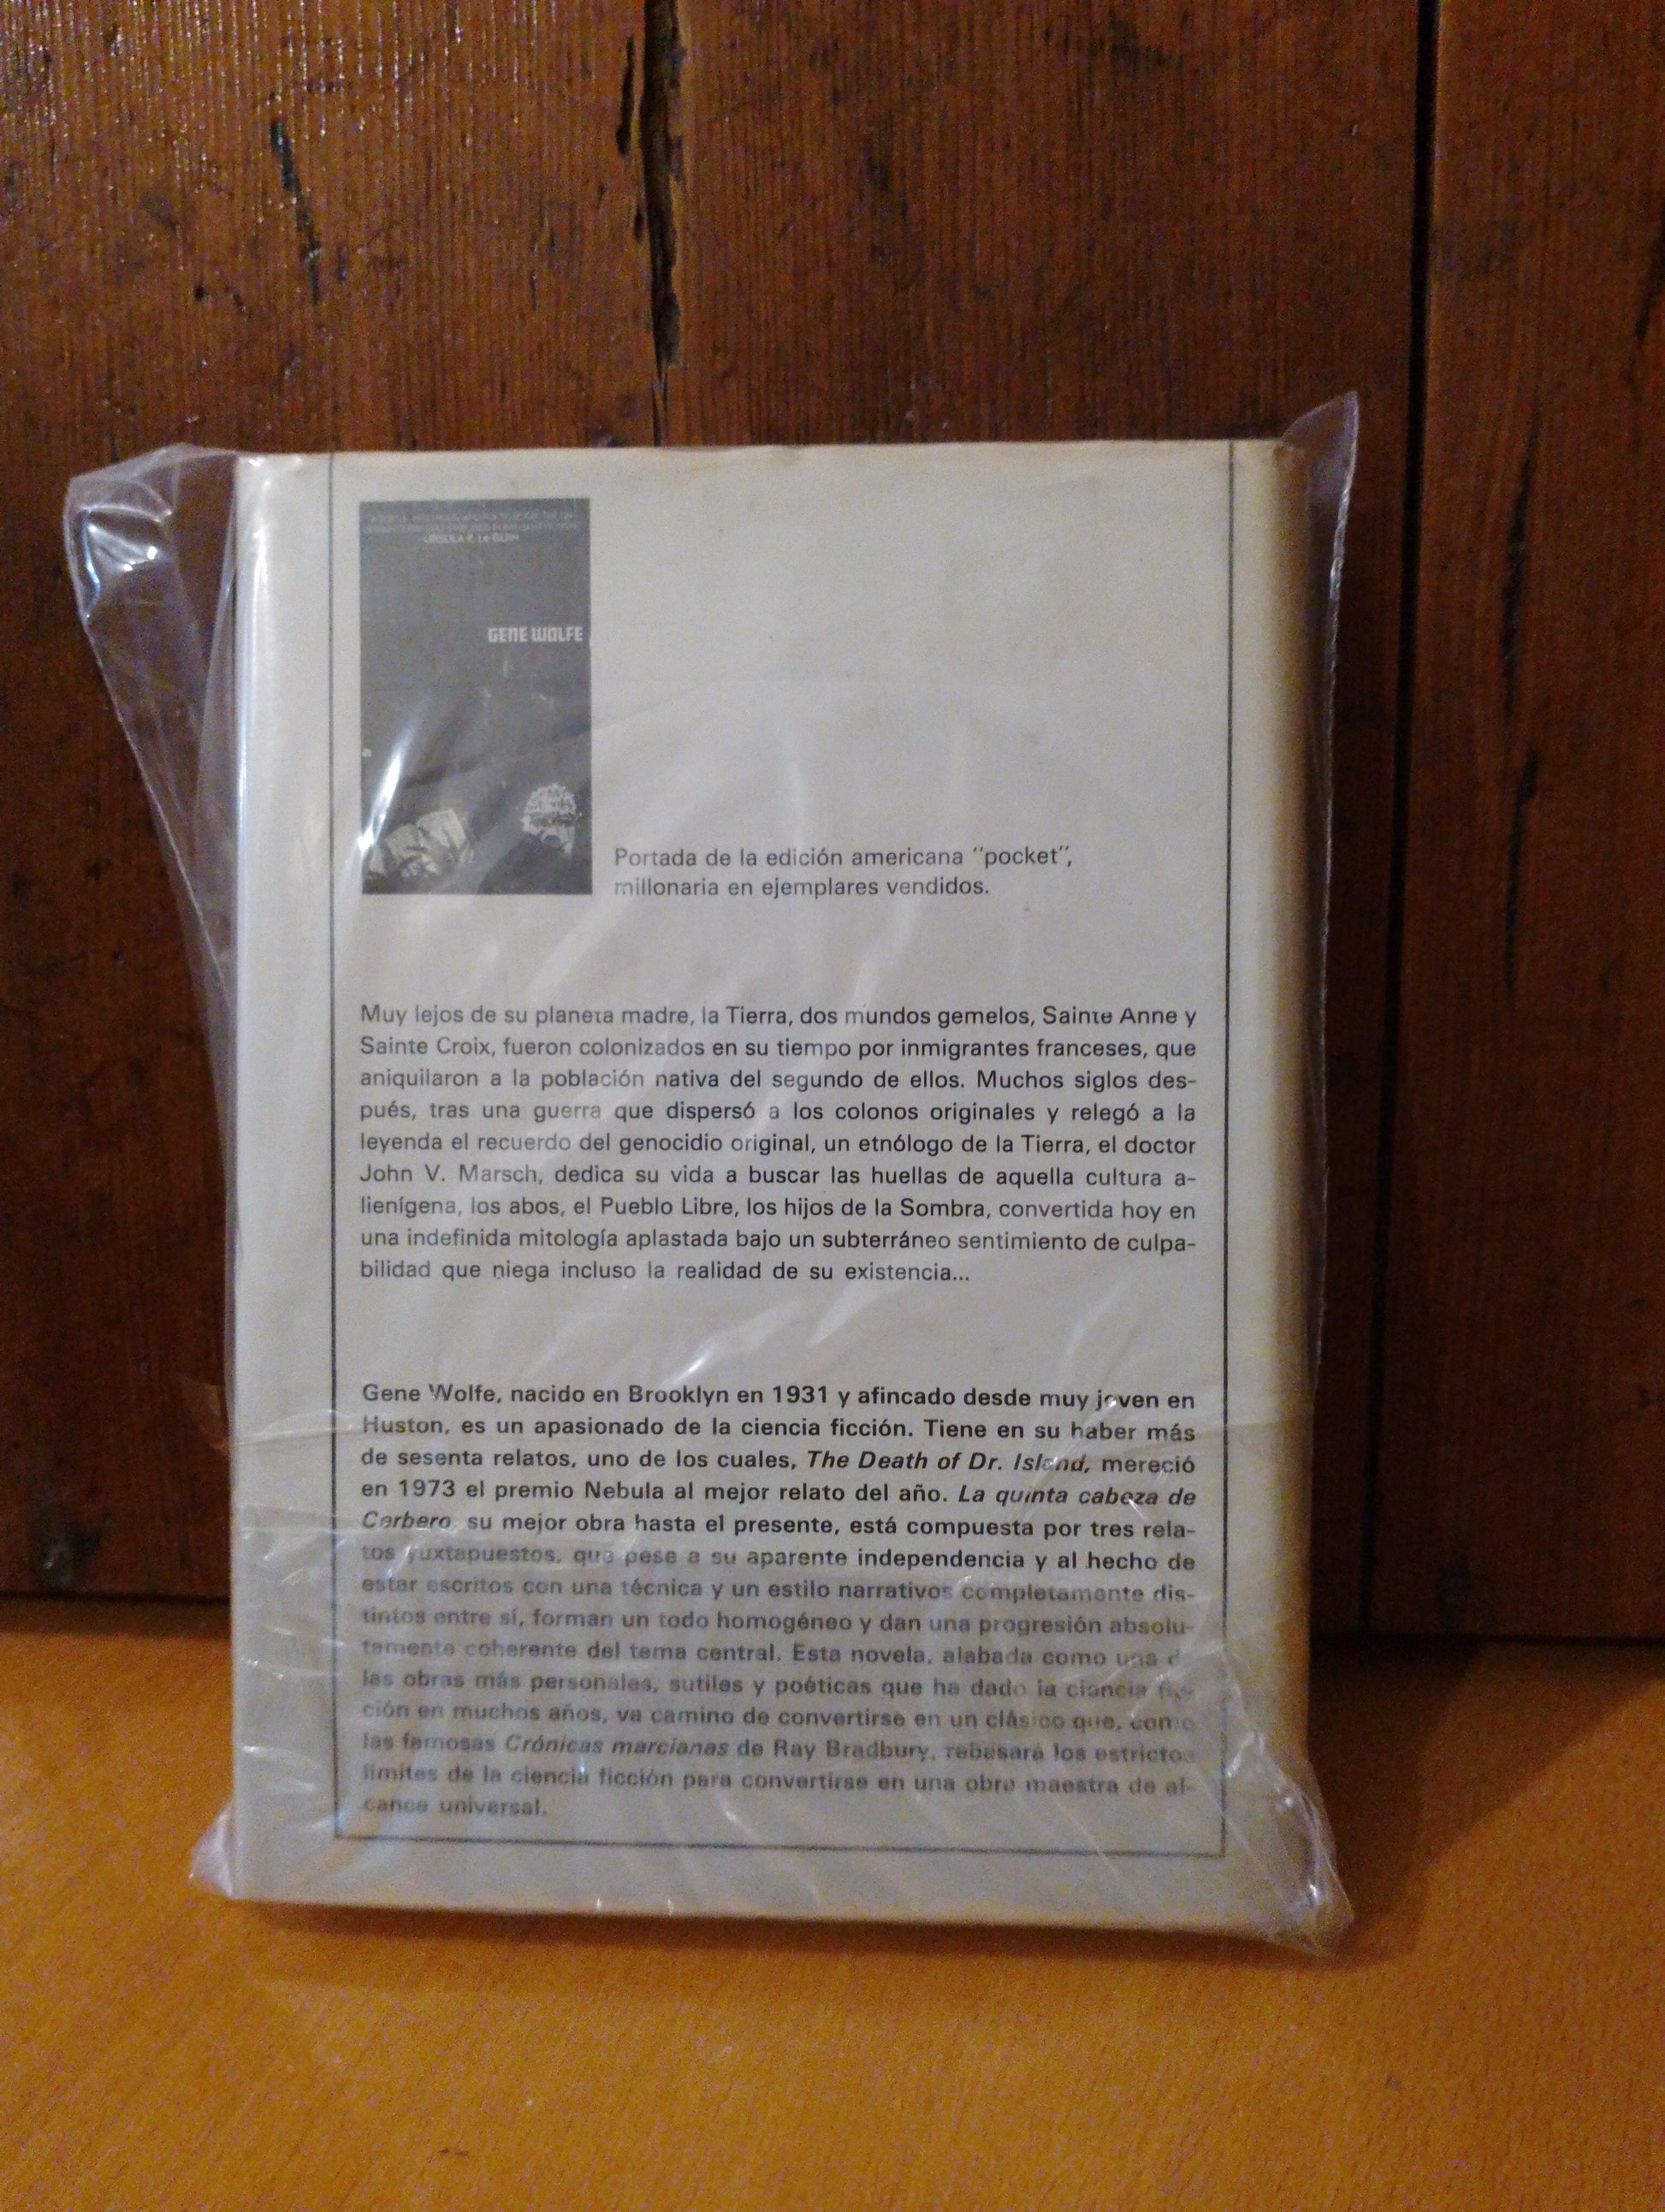 URSULA K. Le GUIN
GENE WOLFE
Portada de la edición americana "pocket",
millonaria en ejemplares vendidos.
Muy lejos de su planeta madre, la Tierra, dos mundos gemelos, Sainte Anne y
Sainte Croix, fueron colonizados en su tiempo por inmigrantes franceses, que
aniquilaron a la población nativa del segundo de ellos. Muchos siglos des-
pués, tras una guerra que dispersó a los colonos originales y relegó a la
leyenda el recuerdo del genocidio original, un etnólogo de la Tierra, el doctor
John V. Marsch, dedica su vida a buscar las huellas de aquella cultura a-
lienígena, los abos, el Pueblo Libre, los hijos de la Sombra, convertida hoy en
una indefinida mitología aplastada bajo un subterráneo sentimiento de culpa-
bilidad que niega incluso la realidad de su existencia...
Gene Wolfe, nacido en Brooklyn en 1931 y afincado desde muy joven en
Huston, es un apasionado de la ciencia ficción. Tiene en su haber más
de sesenta relatos, uno de los cuales, The Death of Dr. Island, mereció
en 1973 el premio Nebula al mejor relato del año. La quinta cabeza de
Cerbero, su mejor obra hasta el presente, está compuesta por tres rela-
tos yuxtapuestos, que pese a su aparente independencia y al hecho de
estar escritos con una técnica y un estilo narrativos completamente dis-
tintos entre sí, forman un todo homogéneo y dan una progresión absolu-
tamente coherente del tema central. Esta novela, alabada como una de
las obras más personales, sutiles y poéticas que ha dado la ciencia fic-
ción en muchos años, va camino de convertirse en un clásico que, como
las famosas Crónicas marcianas de Ray Bradbury, rebasará los estrictos
límites de la ciencia ficción para convertirse en una obra maestra de al-
cance universal.